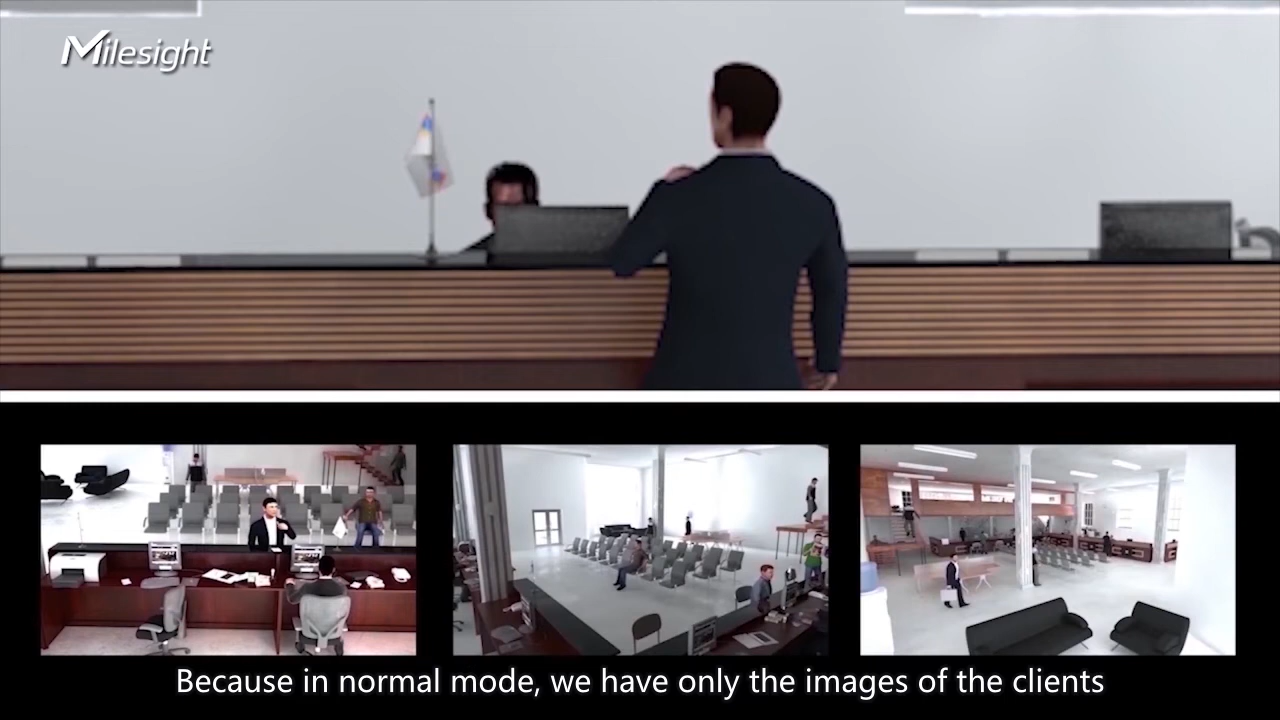 Milesight
Because in normal mode, we have only the images of the clients